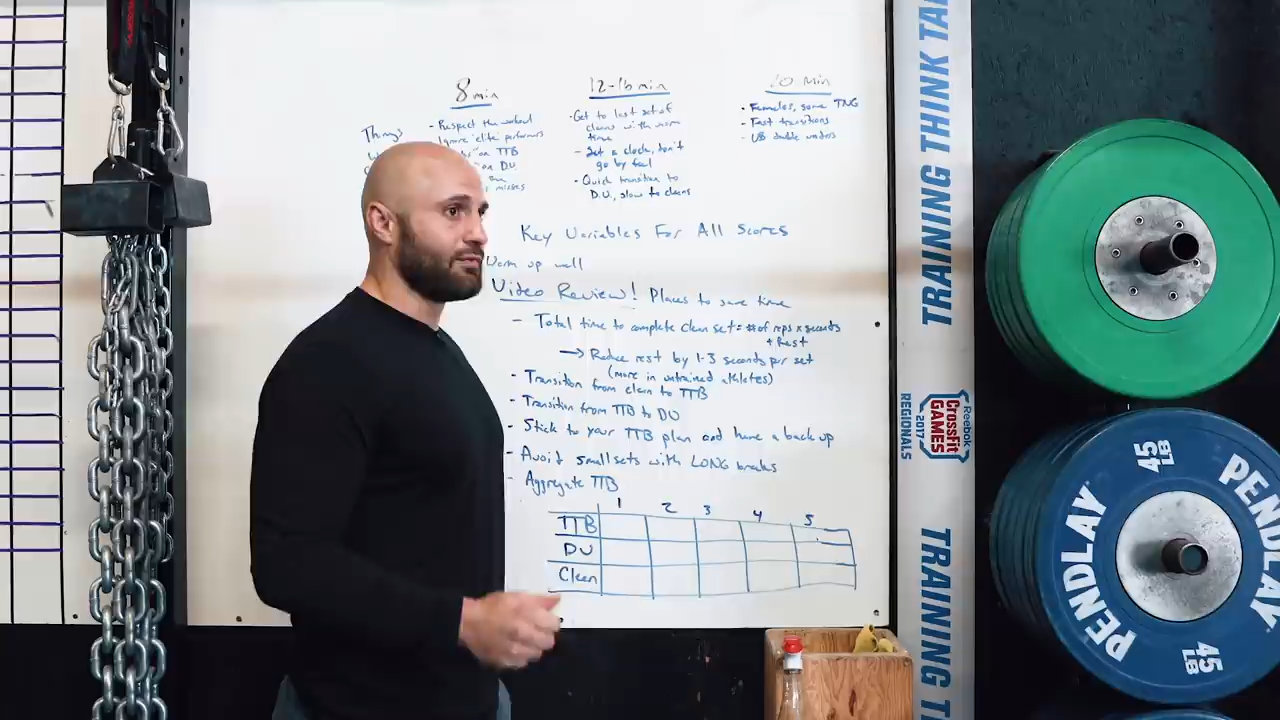 8 min
12-16 min
Things
- Respect the workout
Ignore "elite" performers
on TTB
on DU
misses
- Get to last set of
cleans with
time
- Set a clock, don't
go by feel
- Quick transition to
D.U, slow to cleans
Min
- Females, some TNG
- Fast transitions
- UB double unders
Key Variables For All Scores
Warm up well
Video Review! Places to save time
- Total time to complete clean set = # of reps x seconds
+ Rest
→ Reduce rest by 1-3 seconds per set
(more in untrained athletes)
- Transition from clean to TTB
- Transition from TTB to DU
- Stick to your TTB plan and have a back up
- Avoid small sets with LONG breaks
- Aggregate TTB
1 2 3 4 5
TTB
DU
Clean
TRAINING THINK TA
REGIONALS
2017
Reebok
CrossFit
GAMES
TRAINING T
45 LB
PENDLAY
PENDLAY
45 LB